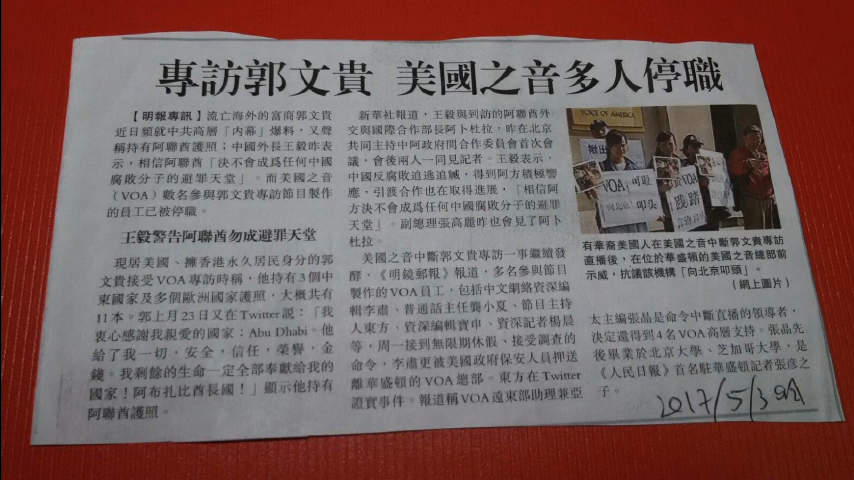 專訪郭文貴 美國之音多人停職
【明報專訊】流亡海外的富商郭文貴
近日頻就中共高層「內幕」爆料,又聲
稱持有阿聯酋護照;中國外長王毅昨表
示,相信阿聯酋「決不會成為任何中國
腐敗分子的避罪天堂」。而美國之音
(VOA)數名參與郭文貴專訪節目製作
的員工已被停職。
王毅警告阿聯酋勿成避罪天堂
現居美國、擁香港永久居民身分的郭
文貴接受VOA專訪時稱,他持有3個中
東國家及多個歐洲國家護照,大概共有
11本。郭上月23日又在Twitter說:「我
衷心感謝我親愛的國家:Abu Dhabi。他
給了我一切,安全,信任,榮譽,金
錢。我剩餘的生命一定全部奉獻給我的
國家!阿布扎比酋長國!」顯示他持有
阿聯酋護照。
新華社報道,王毅與到訪的阿聯酋外
交與國際合作部長阿卜杜拉,昨在北京
共同主持中阿政府間合作委員會首次會
議,會後兩人一同見記者。王毅表示,
中國反腐敗追逃追贓,得到阿方積極響
應,引渡合作也在取得進展,「相信阿
方決不會成為任何中國腐敗分子的避罪
天堂」。副總理張高麗昨也會見了阿卜
杜拉。
美國之音中斷郭文貴專訪一事繼續發
酵,《明鏡郵報》報道,多名參與節目
製作的VOA員工,包括中文網絡資深編
輯李肅、普通話主任龔小夏、節目主持
人東方、資深編輯寶申、資深記者楊晨
等,周一接到無限期休假、接受調查的
命令,李肅更被美國政府保安人員押送
離華盛頓的VOA總部。東方在Twitter
證實事件。報道稱VOA遠東部助理兼亞
VOICE OF AMERICA
揪出
VOA
叩头
VOA
践踏
有華裔美國人在美國之音中斷郭文貴專訪
直播後,在位於華盛頓的美國之音總部前
示威,抗議該機構「向北京叩頭」。
(網上圖片)
太主編張晶是命令中斷直播的領導者,
決定還得到4名VOA高層支持。張晶先
後畢業於北京大學、芝加哥大學,是
《人民日報》首名駐華盛頓記者張彥之
子。
2017/5/3